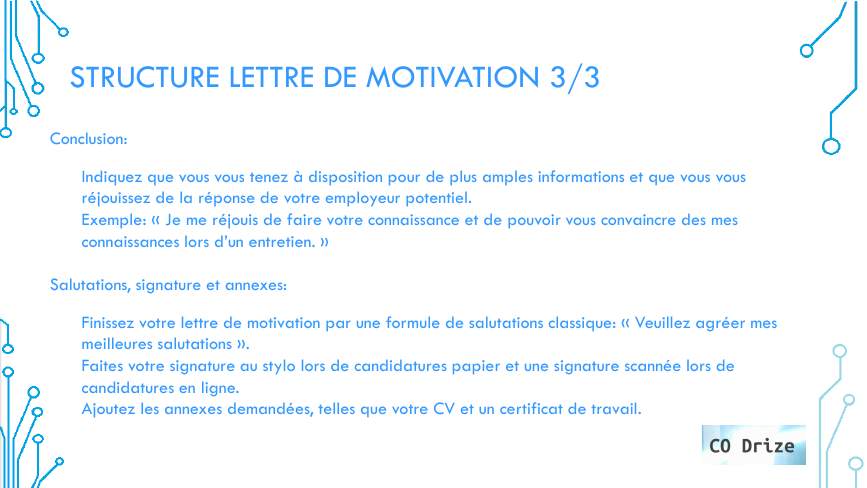 STRUCTURE LETTRE DE MOTIVATION 3/3
Conclusion:
Indiquez que vous vous tenez à disposition pour de plus amples informations et que vous vous
réjouissez de la réponse de votre employeur potentiel.
Exemple: « Je me réjouis de faire votre connaissance et de pouvoir vous convaincre des mes
connaissances lors d'un entretien. »
Salutations, signature et annexes:
Finissez votre lettre de motivation par une formule de salutations classique: « Veuillez agréer mes
meilleures salutations ».
Faites votre signature au stylo lors de candidatures papier et une signature scannée lors de
candidatures en ligne.
Ajoutez les annexes demandées, telles que votre CV et un certificat de travail.
CO Drize